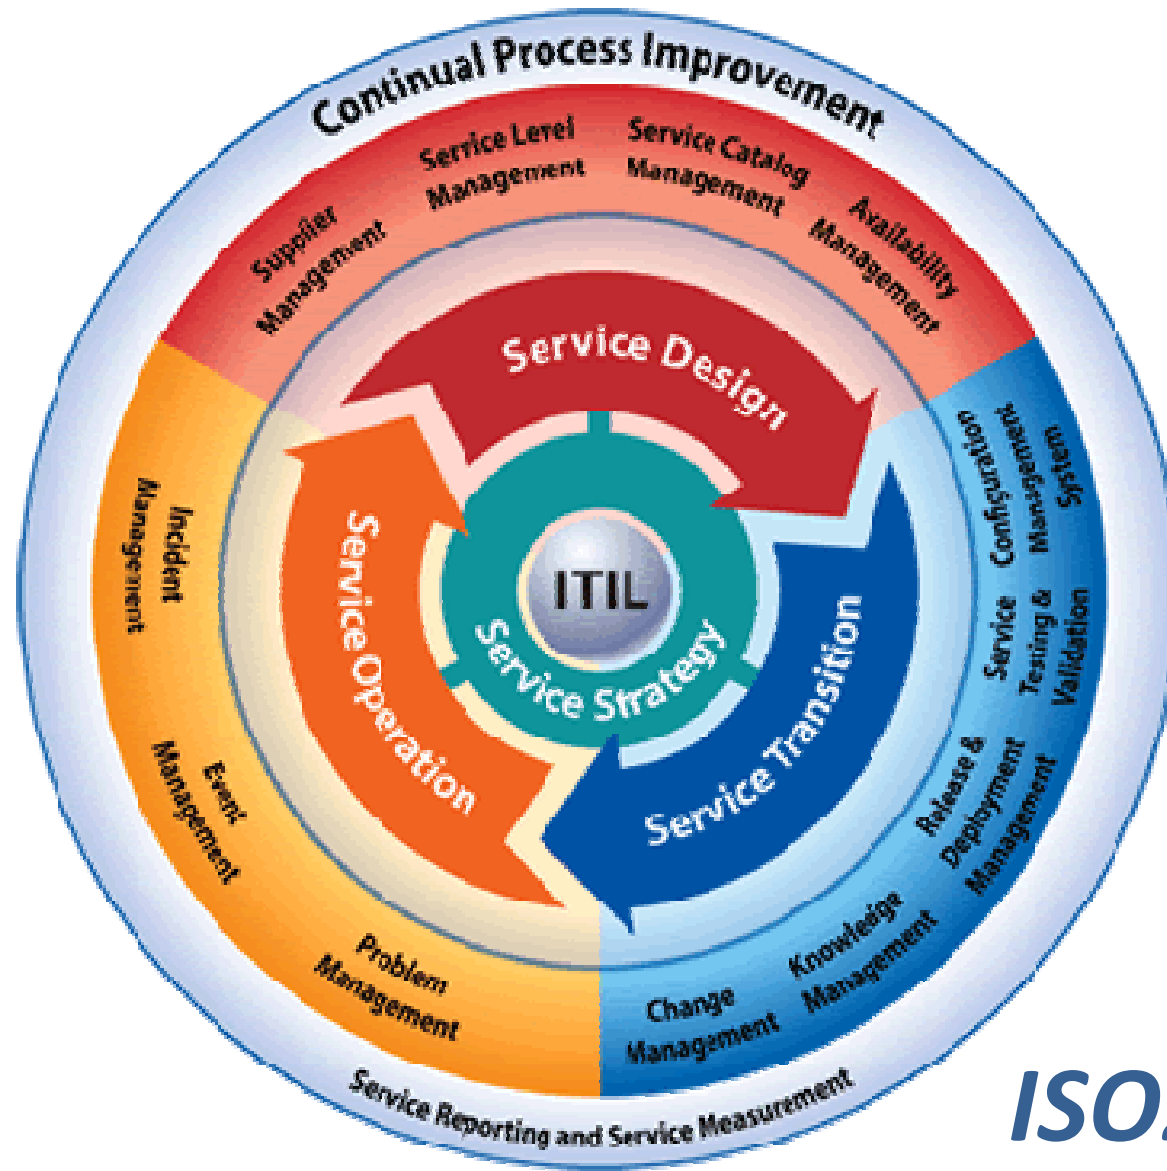 Continual Process Improvement
Supplier
Management
Service Level
Management
Service Catalog
Management
Availability
Management
Configuration
Management
System
Service
Testing &
Validation
Release &
Deployment
Management
Knowledge
Management
Change
Management
Problem
Management
Event
Management
Incident
Management
Service Design
Service Transition
Service Operation
Service Strategy
ITIL
Service Reporting and Service Measurement
ISO